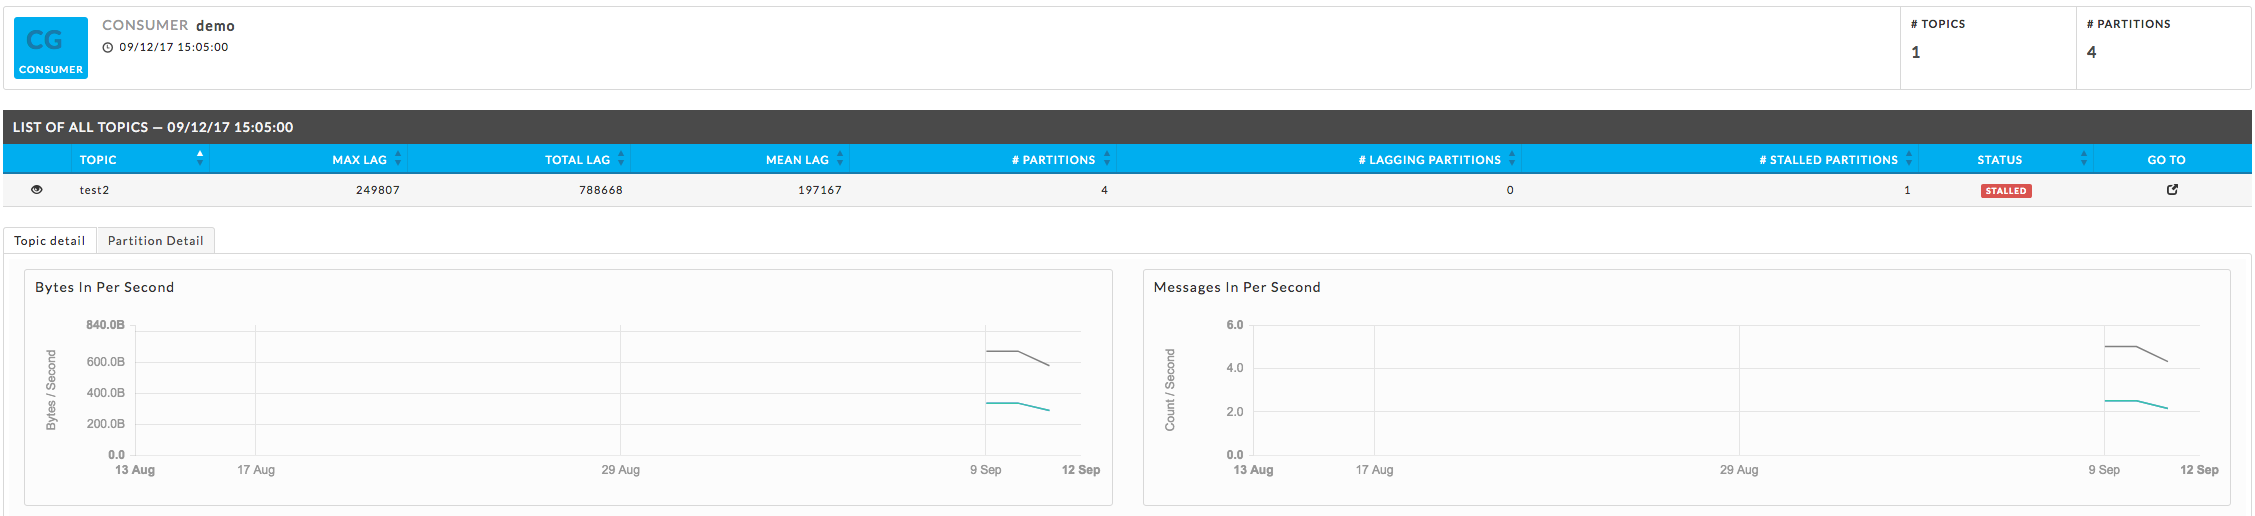 CG
CONSUMER
CONSUMER demo
09/12/17 15:05:00
# TOPICS
1
# PARTITIONS
4
LIST OF ALL TOPICS — 09/12/17 15:05:00
TOPIC MAX LAG TOTAL LAG MEAN LAG # PARTITIONS # LAGGING PARTITIONS # STALLED PARTITIONS STATUS GO TO
test2 249807 788668 197167 4 0 1 STALLED
Topic detail Partition Detail
Bytes In Per Second
Bytes / Second
840.0B
600.0B
400.0B
200.0B
0.0
13 Aug 17 Aug 29 Aug 9 Sep 12 Sep
Messages In Per Second
Count / Second
6.0
4.0
2.0
0.0
13 Aug 17 Aug 29 Aug 9 Sep 12 Sep